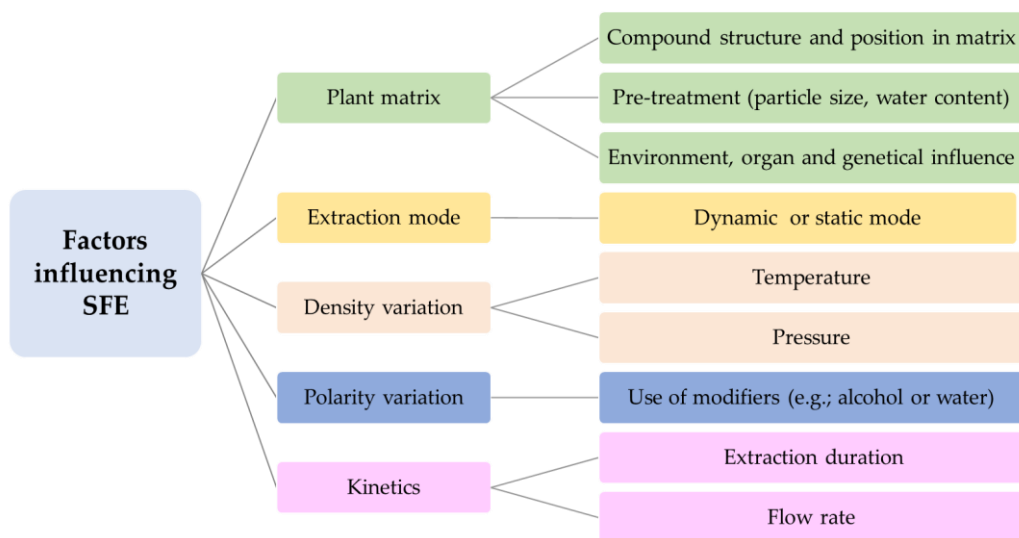 Factors
influencing
SFE
Plant matrix
Compound structure and position in matrix
Pre-treatment (particle size, water content)
Environment, organ and genetical influence
Extraction mode
Dynamic or static mode
Density variation
Temperature
Pressure
Polarity variation
Use of modifiers (e.g.; alcohol or water)
Kinetics
Extraction duration
Flow rate